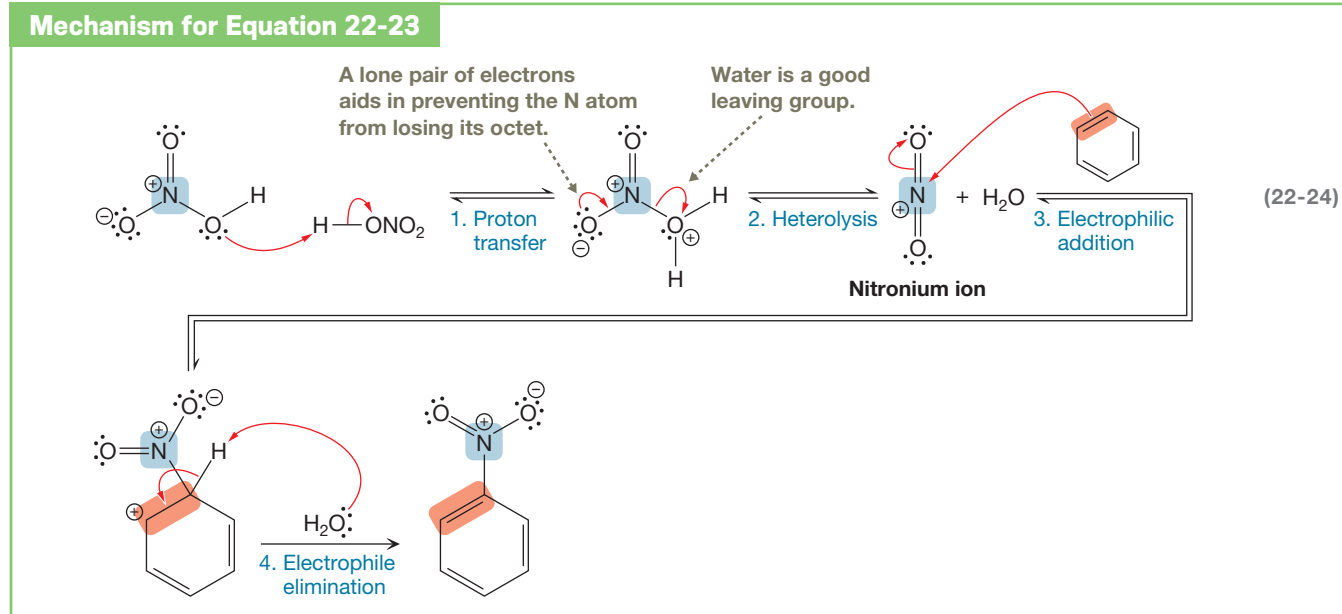 Mechanism for Equation 22-23
A lone pair of electrons
aids in preventing the N atom
from losing its octet.
Water is a good
leaving group.
O
N
⊕
⊖
O
O
H
H—ONO₂
1. Proton
transfer
O
N
⊕
O
⊖
O
⊕
H
H
2. Heterolysis
O
N
⊕
O
+ H₂O
3. Electrophilic
addition
(22-24)
Nitronium ion
O
⊖
⊕
O=N
H
⊕
H₂O
4. Electrophile
elimination
O
⊕
N
O
⊖